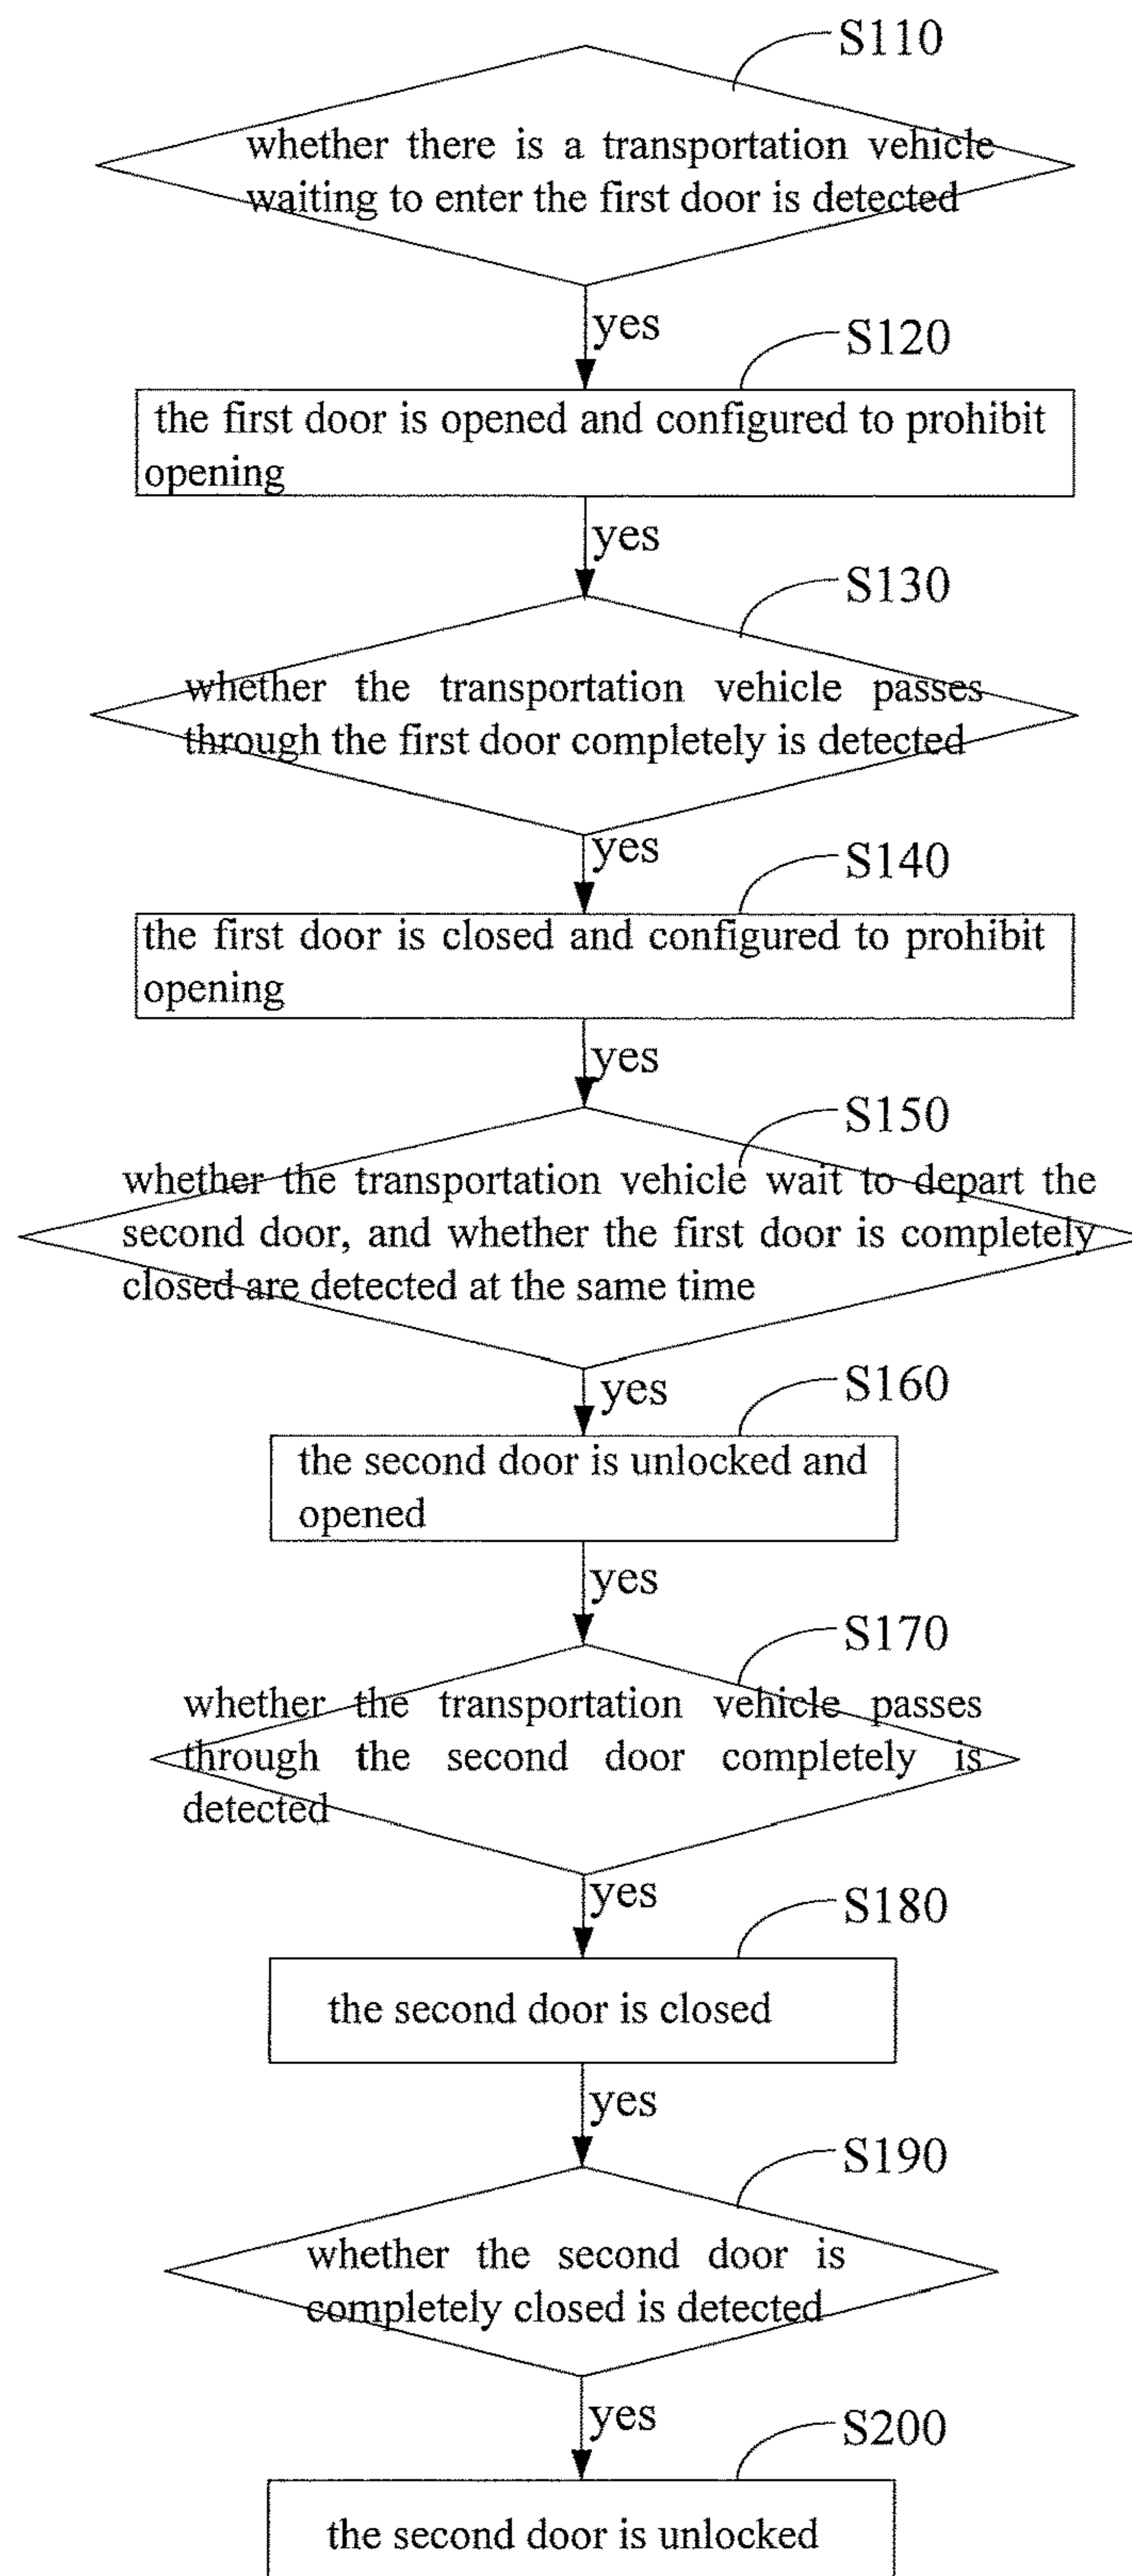 S110
whether there is a transportation vehicle
waiting to enter the first door is detected
yes
S120
the first door is opened and configured to prohibit
opening
yes
S130
whether the transportation vehicle passes
through the first door completely is detected
yes
S140
the first door is closed and configured to prohibit
opening
yes
S150
whether the transportation vehicle wait to depart the
second door, and whether the first door is completely
closed are detected at the same time
yes
S160
the second door is unlocked and
opened
yes
S170
whether the transportation vehicle passes
through the second door completely is
detected
yes
S180
the second door is closed
yes
S190
whether the second door is
completely closed is detected
yes
S200
the second door is unlocked